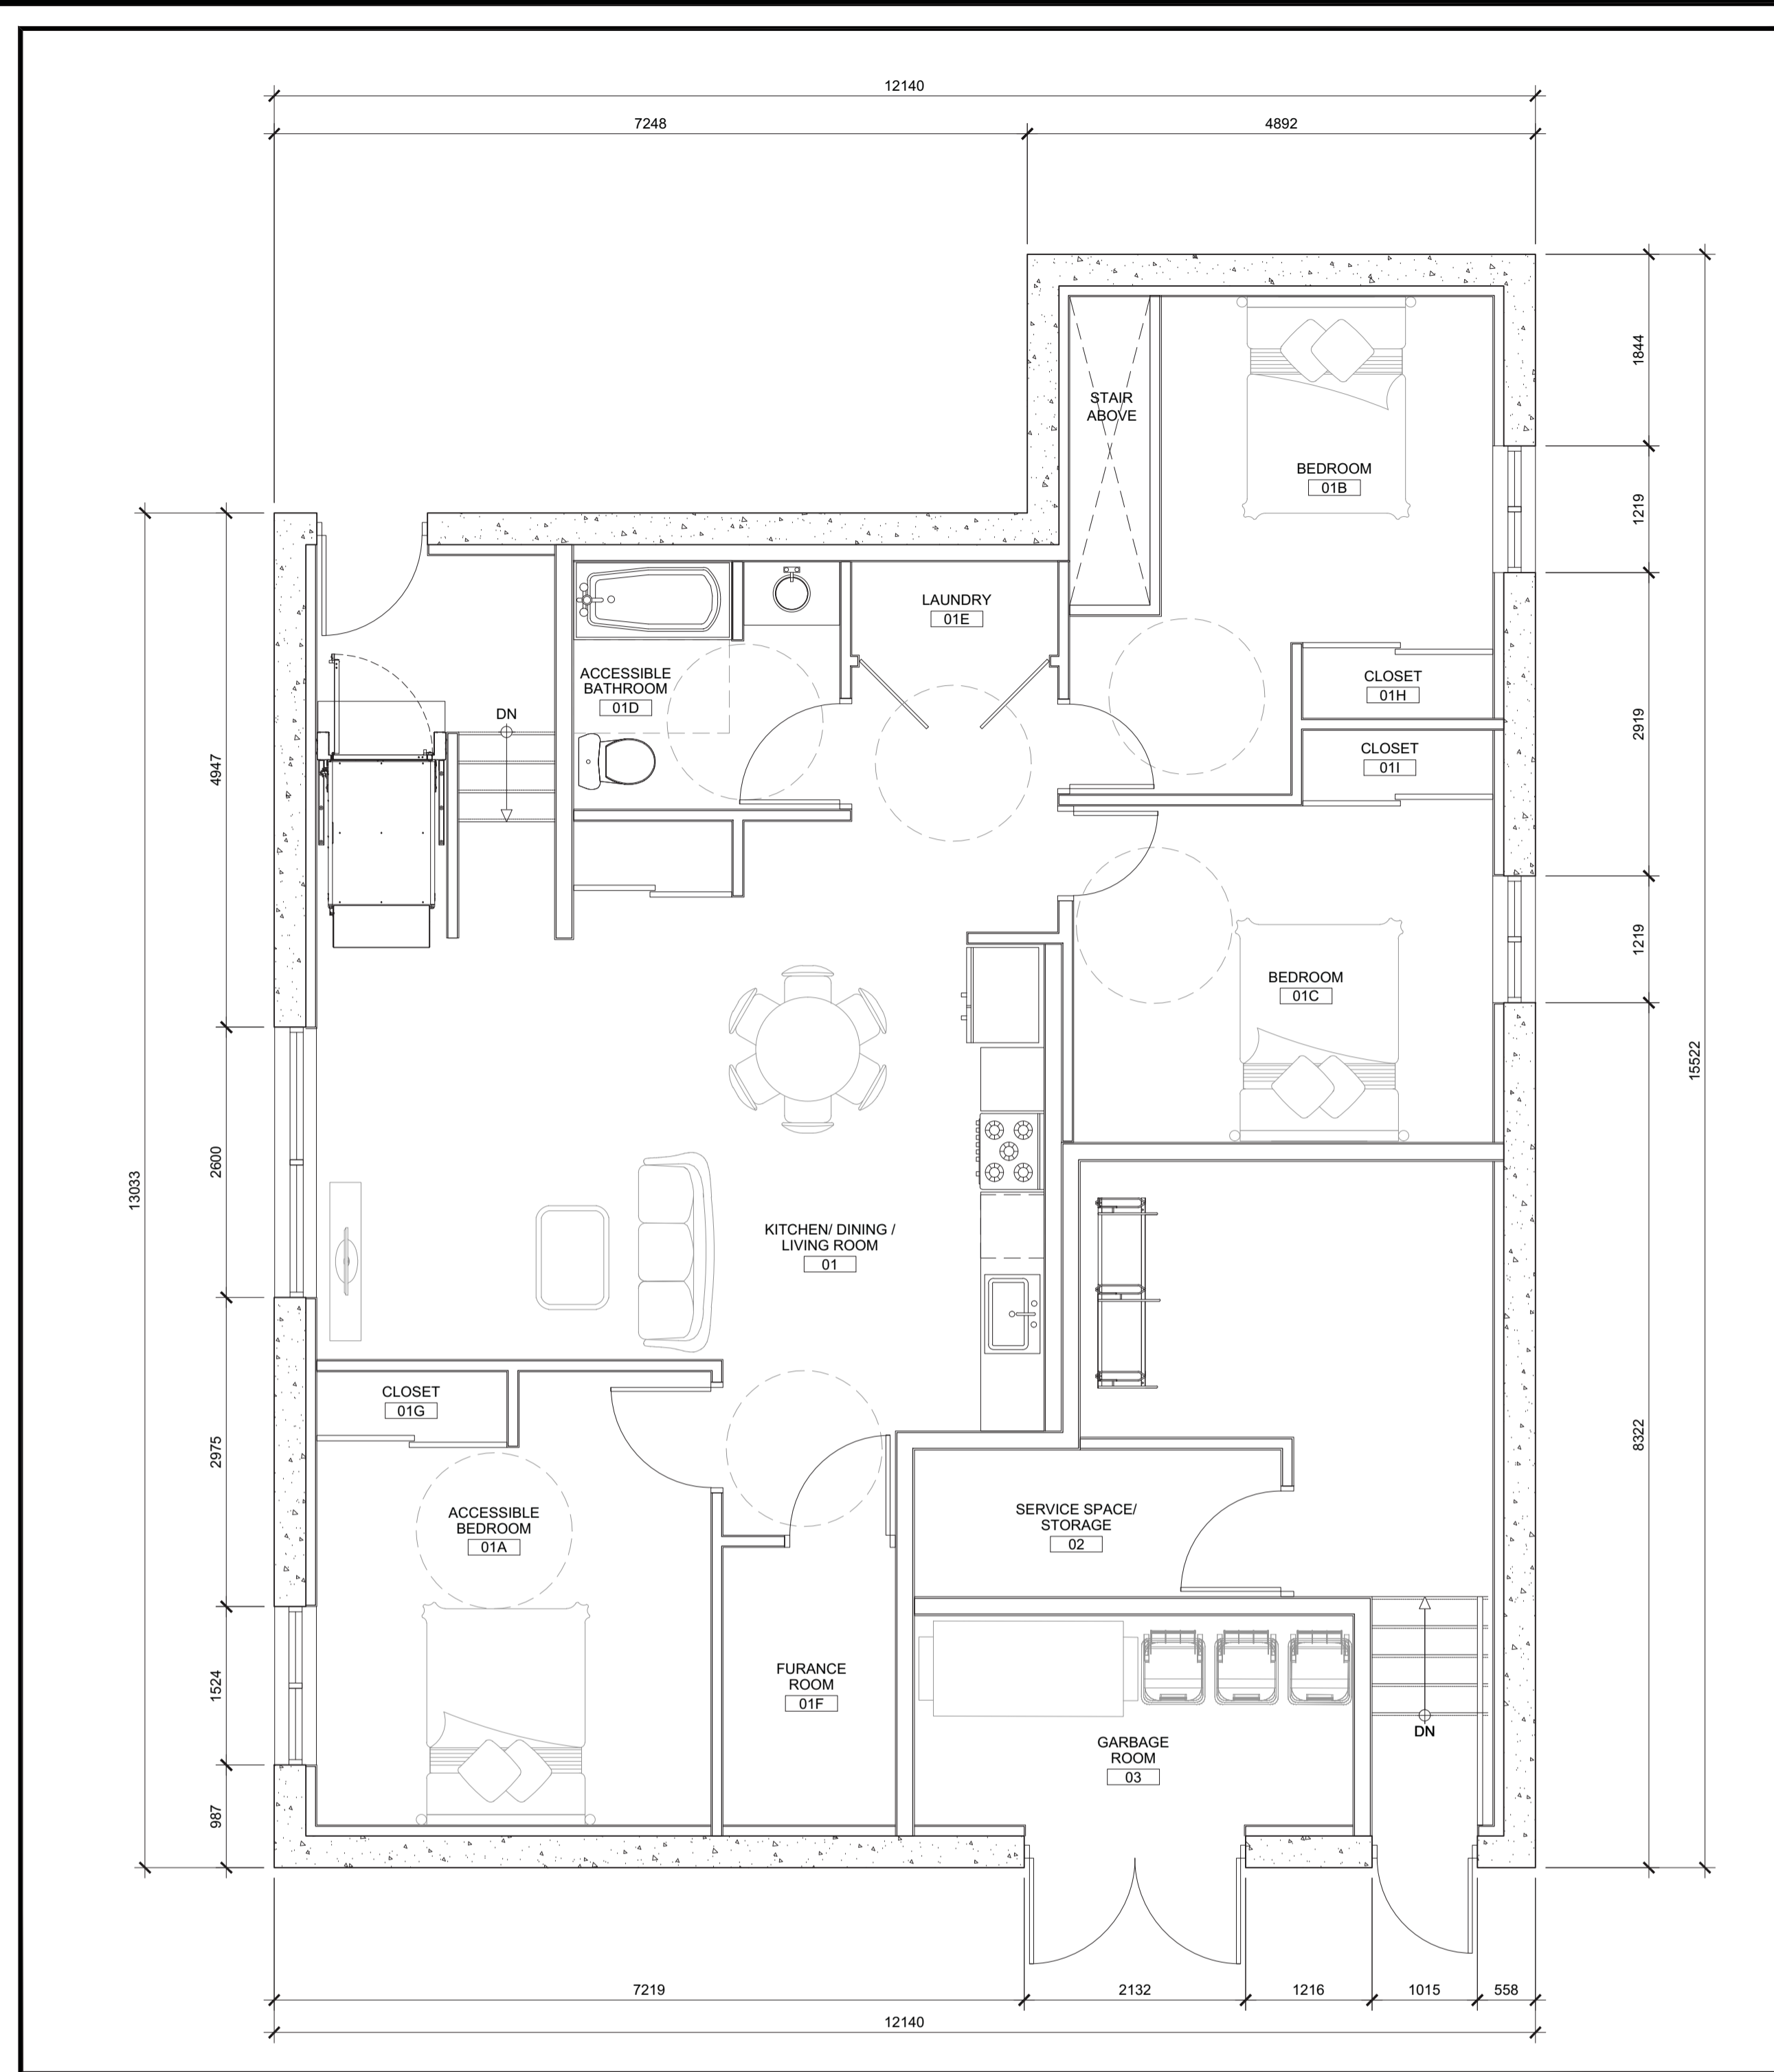 12140
7248
4892
1844
STAIR
ABOVE
BEDROOM
01B
1219
LAUNDRY
01E
ACCESSIBLE
BATHROOM
01D
CLOSET
01H
DN
2919
CLOSET
01I
4947
1219
BEDROOM
01C
15522
13033
2600
KITCHEN/ DINING /
LIVING ROOM
01
CLOSET
01G
2975
8322
ACCESSIBLE
BEDROOM
01A
SERVICE SPACE/
STORAGE
02
1524
FURANCE
ROOM
01F
DN
GARBAGE
ROOM
03
987
7219
2132
1216
1015
558
12140